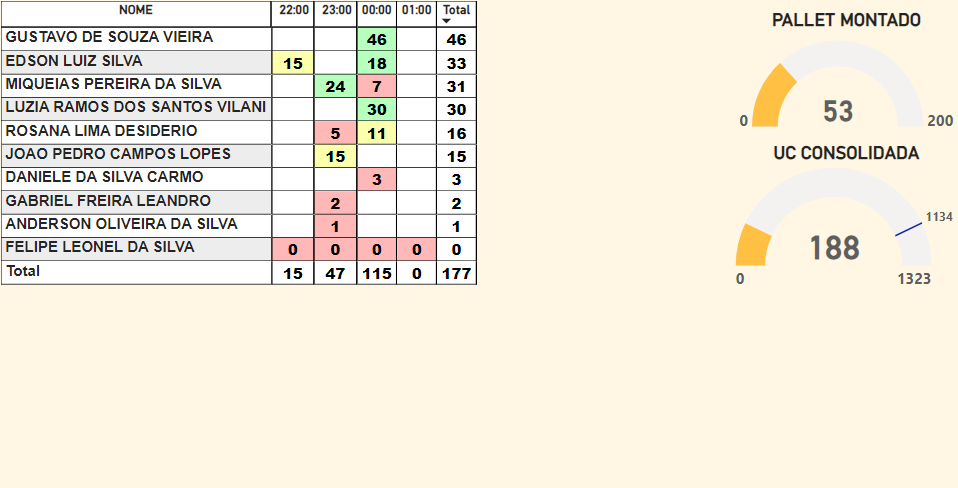 NOME 22:00 23:00 00:00 01:00 Total
GUSTAVO DE SOUZA VIEIRA 46 46
EDSON LUIZ SILVA 15 18 33
MIQUEIAS PEREIRA DA SILVA 24 7 31
LUZIA RAMOS DOS SANTOS VILANI 30 30
ROSANA LIMA DESIDERIO 5 11 16
JOAO PEDRO CAMPOS LOPES 15 15
DANIELE DA SILVA CARMO 3 3
GABRIEL FREIRA LEANDRO 2 2
ANDERSON OLIVEIRA DA SILVA 1 1
FELIPE LEONEL DA SILVA 0 0 0 0 0
Total 15 47 115 0 177
PALLET MONTADO
53
0 200
UC CONSOLIDADA
1134
188
0 1323